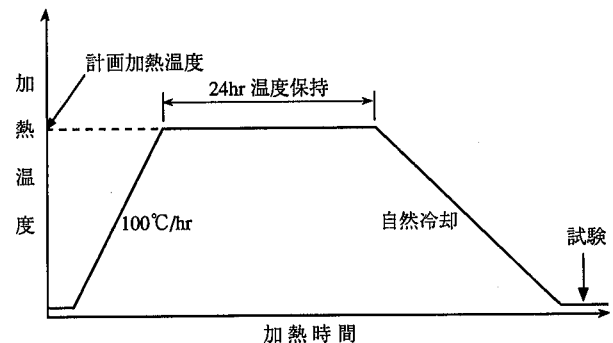 計画加熱温度
24hr 温度保持
加熱温度
100℃/hr
自然冷却
試験
加熱時間